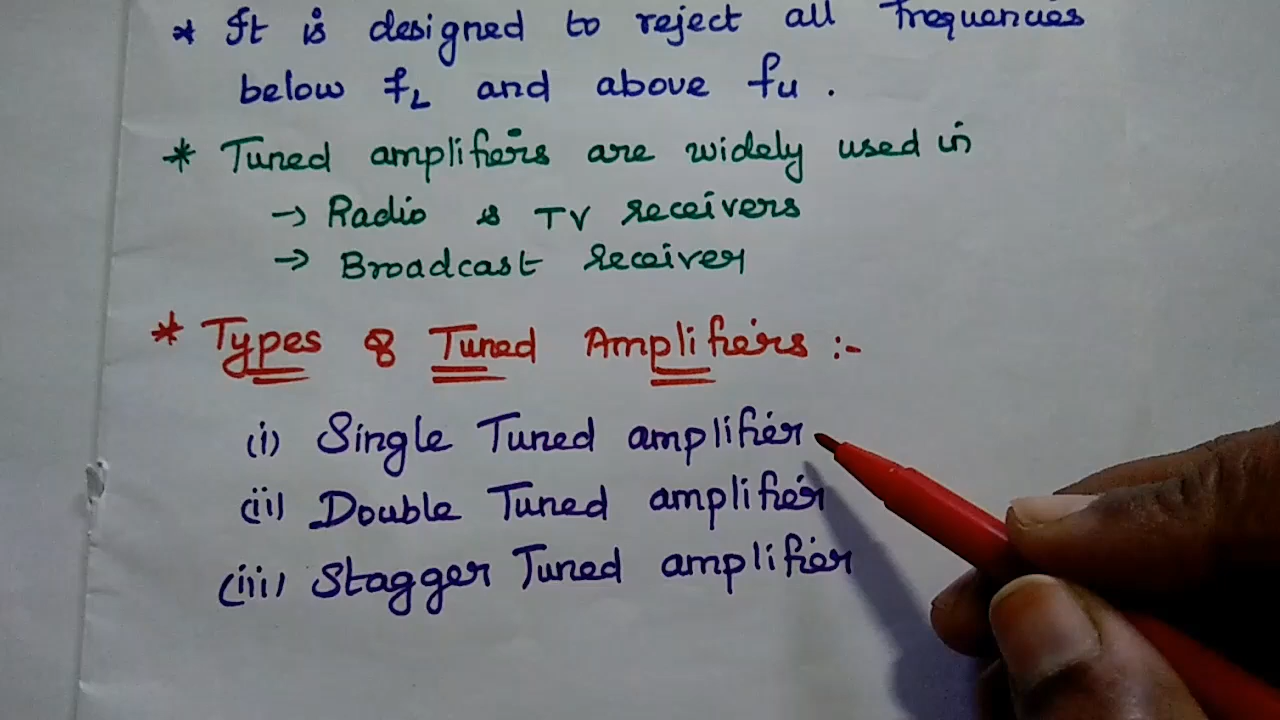 * It is designed to reject all frequencies
below fL and above fu .
* Tuned amplifiers are widely used in
→ Radio & TV receivers
→ Broadcast receiver
* Types of Tuned Amplifiers :-
(i) Single Tuned amplifier
(ii) Double Tuned amplifier
(iii) Stagger Tuned amplifier